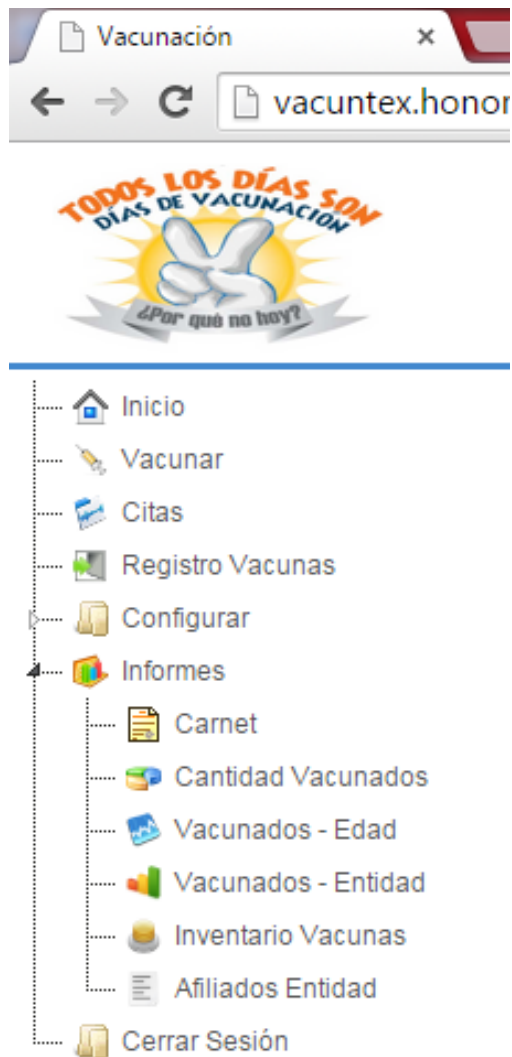 Vacunación
vacuntex.honor
TODOS LOS DÍAS SON
DÍAS DE VACUNACIÓN
¿Por qué no hoy?
Inicio
Vacunar
Citas
Registro Vacunas
Configurar
Informes
Carnet
Cantidad Vacunados
Vacunados - Edad
Vacunados - Entidad
Inventario Vacunas
Afiliados Entidad
Cerrar Sesión